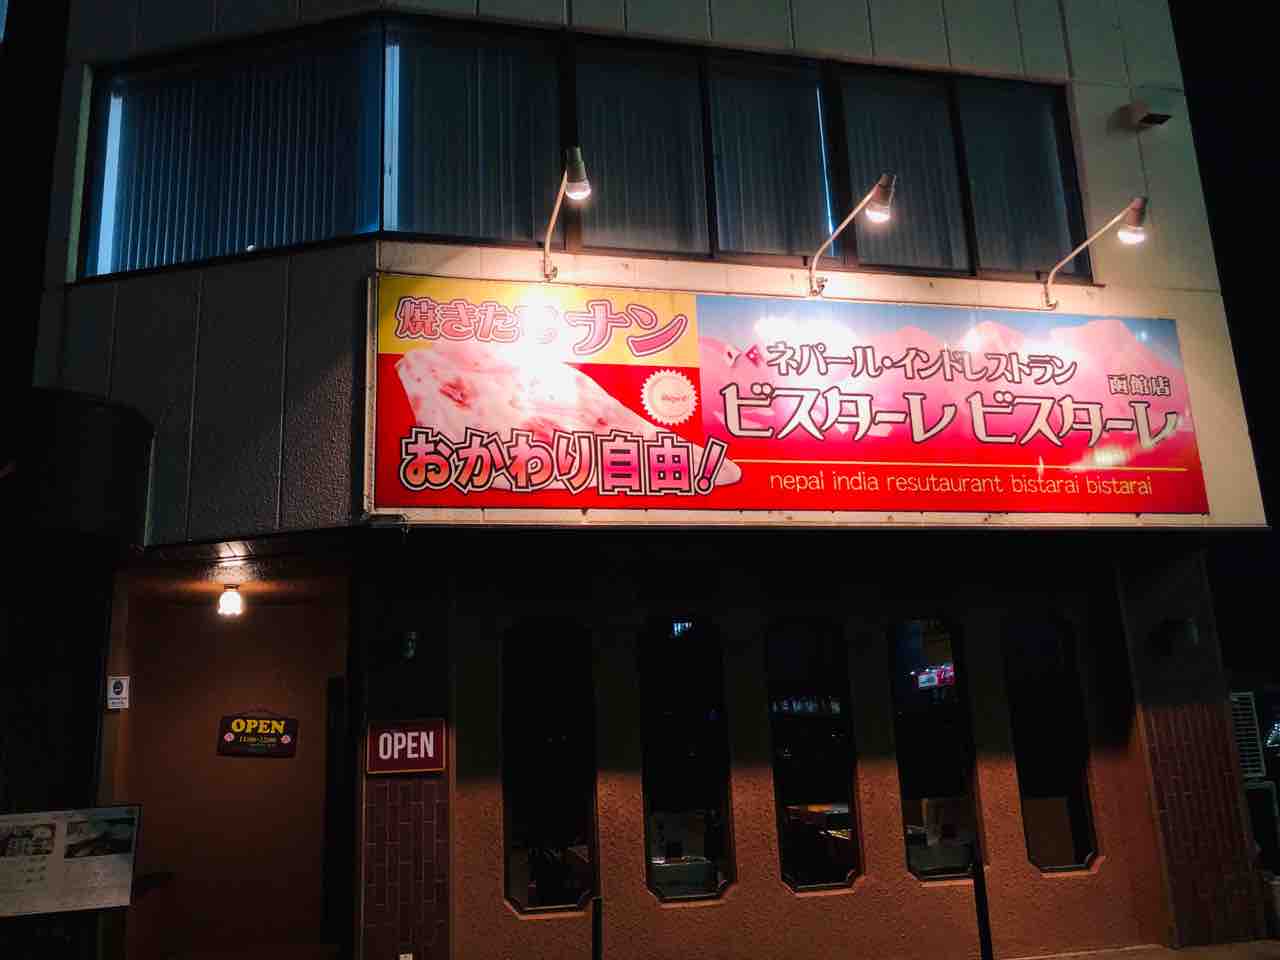 焼きたてナン
おかわり自由!
ネパール・インドレストラン
函館店
ビスターレ ビスターレ
nepal india resutaurant bistarai bistarai
OPEN
OPEN